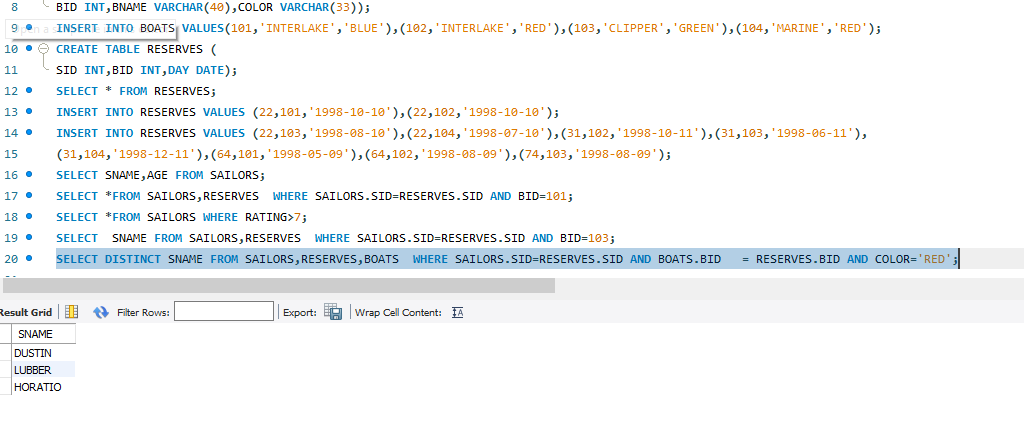 8 BID INT,BNAME VARCHAR(40),COLOR VARCHAR(33));
9 INSERT INTO BOATS VALUES(101,'INTERLAKE','BLUE'),(102,'INTERLAKE','RED'),(103,'CLIPPER','GREEN'),(104,'MARINE','RED');
10 CREATE TABLE RESERVES (
11 SID INT,BID INT,DAY DATE);
12 SELECT * FROM RESERVES;
13 INSERT INTO RESERVES VALUES (22,101,'1998-10-10'),(22,102,'1998-10-10');
14 INSERT INTO RESERVES VALUES (22,103,'1998-08-10'),(22,104,'1998-07-10'),(31,102,'1998-10-11'),(31,103,'1998-06-11'),
15 (31,104,'1998-12-11'),(64,101,'1998-05-09'),(64,102,'1998-08-09'),(74,103,'1998-08-09');
16 SELECT SNAME,AGE FROM SAILORS;
17 SELECT *FROM SAILORS,RESERVES  WHERE SAILORS.SID=RESERVES.SID AND BID=101;
18 SELECT *FROM SAILORS WHERE RATING>7;
19 SELECT  SNAME FROM SAILORS,RESERVES  WHERE SAILORS.SID=RESERVES.SID AND BID=103;
20 SELECT DISTINCT SNAME FROM SAILORS,RESERVES,BOATS  WHERE SAILORS.SID=RESERVES.SID AND BOATS.BID   = RESERVES.BID AND COLOR='RED';
Result Grid Filter Rows: Export: Wrap Cell Content:
SNAME
DUSTIN
LUBBER
HORATIO